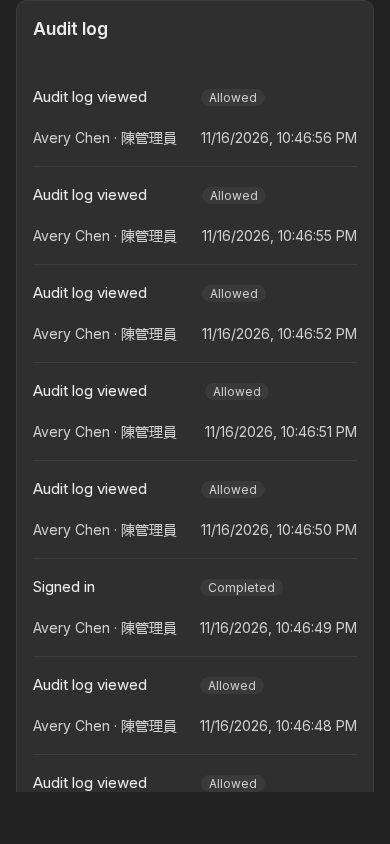 Audit log
Audit log viewed Allowed
Avery Chen · 陳管理員 11/16/2026, 10:46:56 PM
Audit log viewed Allowed
Avery Chen · 陳管理員 11/16/2026, 10:46:55 PM
Audit log viewed Allowed
Avery Chen · 陳管理員 11/16/2026, 10:46:52 PM
Audit log viewed Allowed
Avery Chen · 陳管理員 11/16/2026, 10:46:51 PM
Audit log viewed Allowed
Avery Chen · 陳管理員 11/16/2026, 10:46:50 PM
Signed in Completed
Avery Chen · 陳管理員 11/16/2026, 10:46:49 PM
Audit log viewed Allowed
Avery Chen · 陳管理員 11/16/2026, 10:46:48 PM
Audit log viewed Allowed